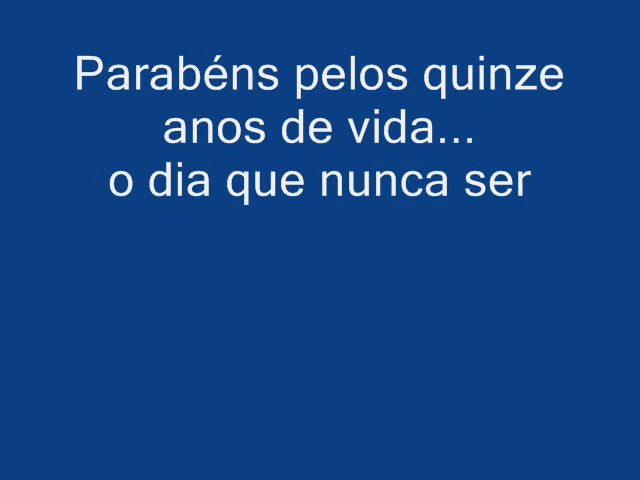 Parabéns pelos quinze
anos de vida...
o dia que nunca ser